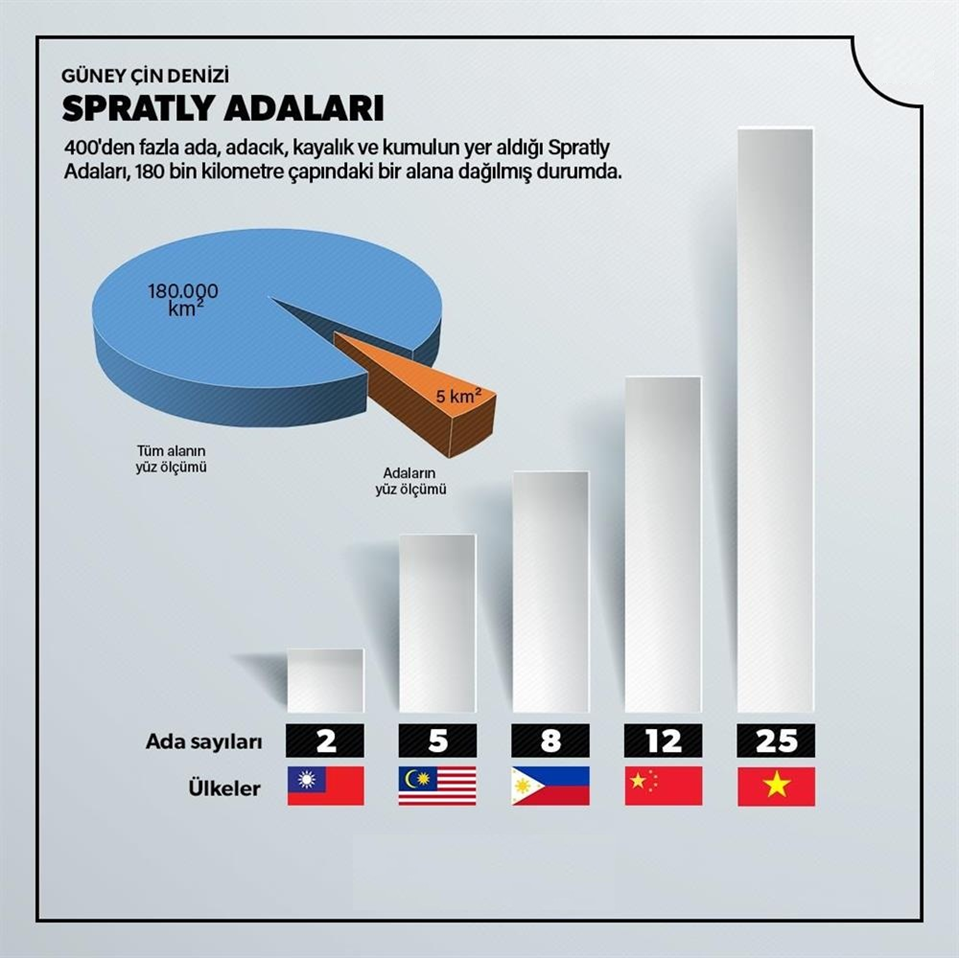 GÜNEY ÇİN DENİZİ
SPRATLY ADALARI
400'den fazla ada, adacık, kayalık ve kumulun yer aldığı Spratly
Adaları, 180 bin kilometre çapındaki bir alana dağılmış durumda.
180.000
km²
5 km²
Tüm alanın
yüz ölçümü
Adaların
yüz ölçümü
Ada sayıları 2 5 8 12 25
Ülkeler